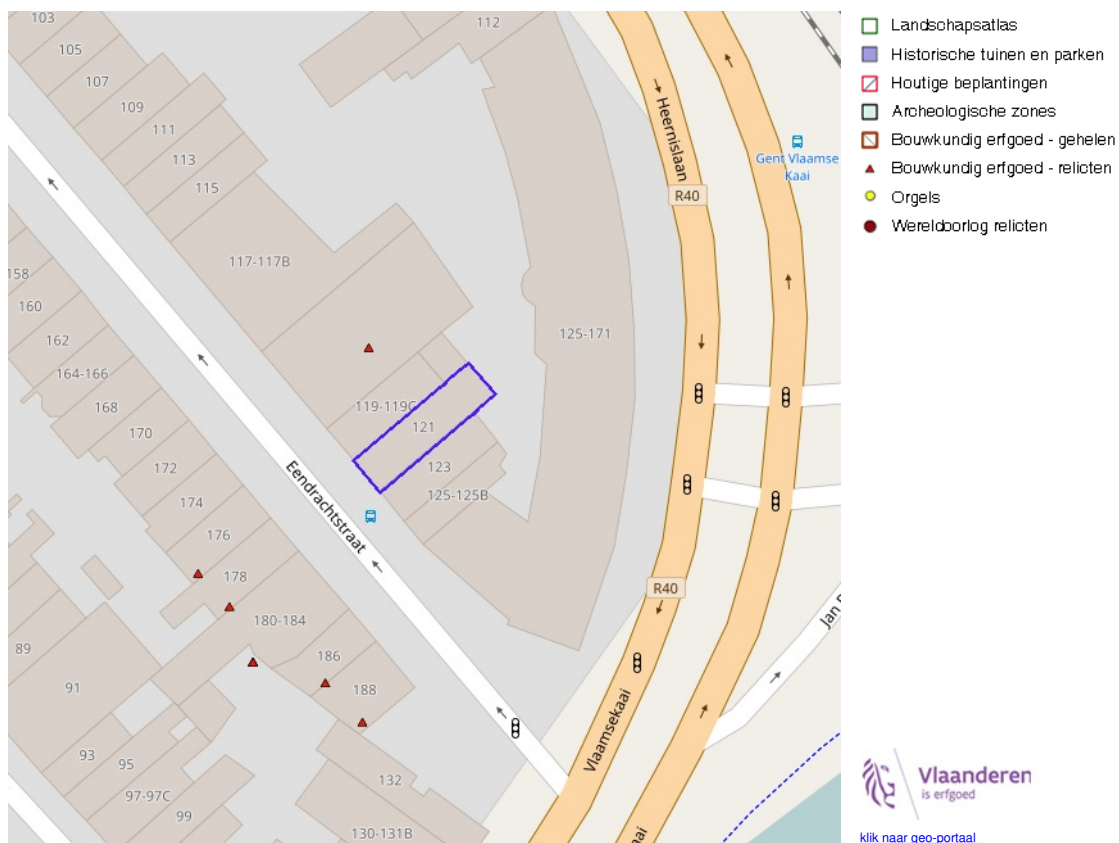 103
105
107
109
111
113
115
117-117B
112
Heernislaan
R40
Gent Vlaamse
Kaai
158
160
162
164-166
168
170
172
174
176
178
180-184
186
188
119-119C
121
123
125-125B
125-171
Eendrachtstraat
R40
Vlaamsekaai
89
91
93
95
97-97C
99
132
130-131B
Landschapsatlas
Historische tuinen en parken
Houtige beplantingen
Archeologische zones
Bouwkundig erfgoed - gehelen
Bouwkundig erfgoed - relicten
Orgels
Wereldoorlog relicten
Vlaanderen
is erfgoed
klik naar geo-portaal